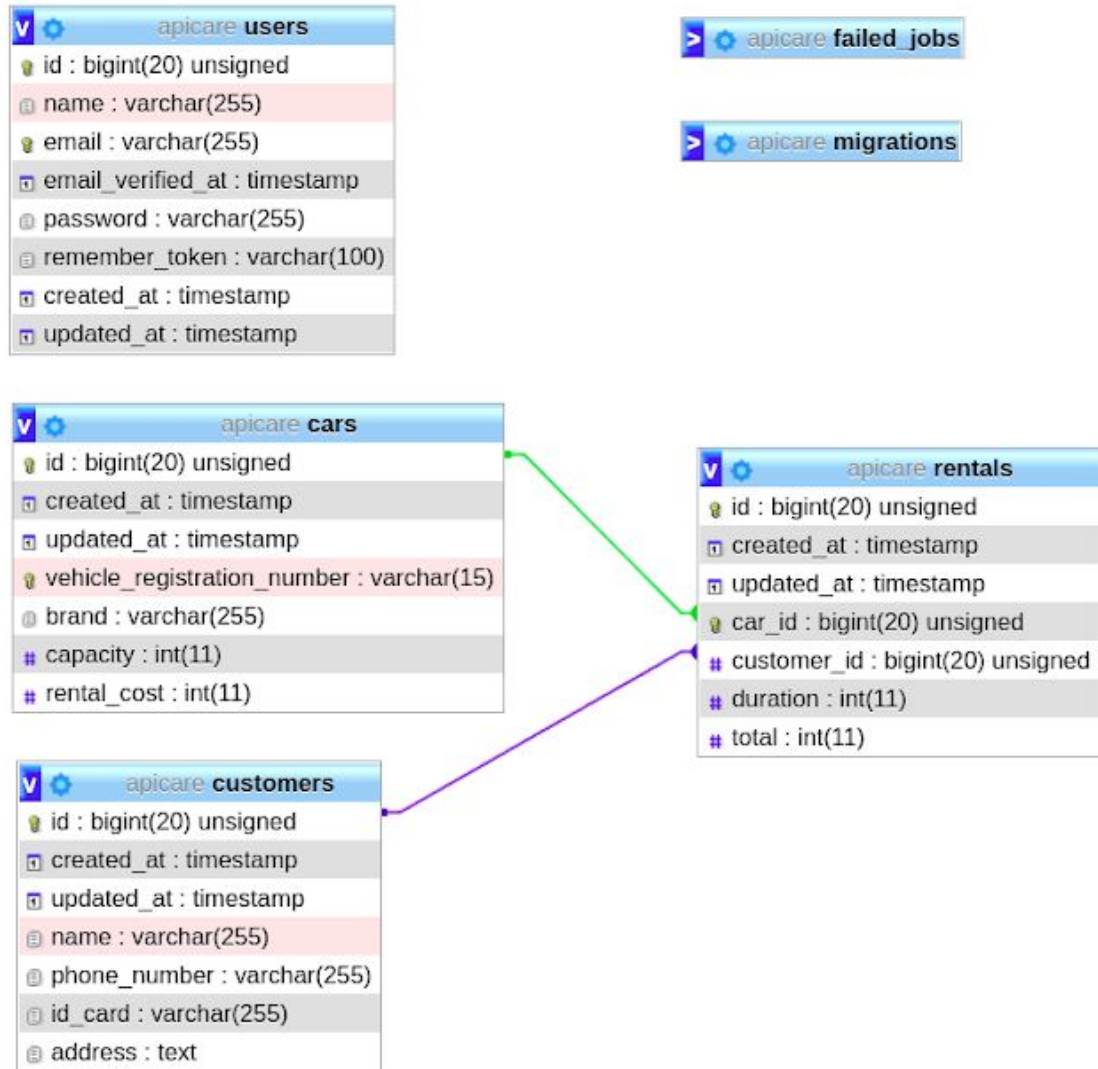 apicare users
id : bigint(20) unsigned
name : varchar(255)
email : varchar(255)
email_verified_at : timestamp
password : varchar(255)
remember_token : varchar(100)
created_at : timestamp
updated_at : timestamp
apicare failed_jobs
apicare migrations
apicare cars
id : bigint(20) unsigned
created_at : timestamp
updated_at : timestamp
vehicle_registration_number : varchar(15)
brand : varchar(255)
capacity : int(11)
rental_cost : int(11)
apicare rentals
id : bigint(20) unsigned
created_at : timestamp
updated_at : timestamp
car_id : bigint(20) unsigned
customer_id : bigint(20) unsigned
duration : int(11)
total : int(11)
apicare customers
id : bigint(20) unsigned
created_at : timestamp
updated_at : timestamp
name : varchar(255)
phone_number : varchar(255)
id_card : varchar(255)
address : text